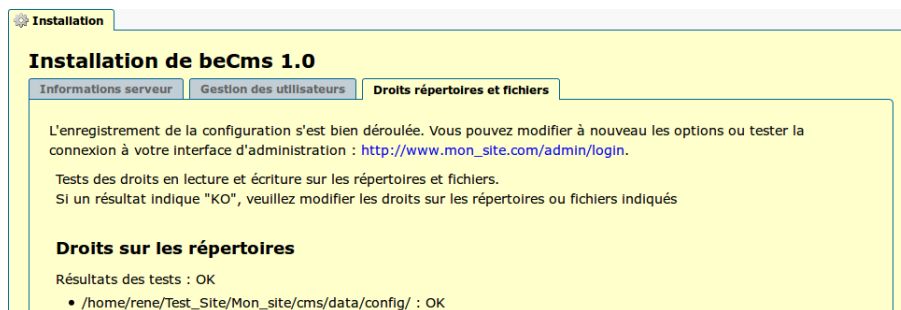 Installation
Installation de beCms 1.0
Informations serveur Gestion des utilisateurs Droits répertoires et fichiers
L'enregistrement de la configuration s'est bien déroulée. Vous pouvez modifier à nouveau les options ou tester la
connexion à votre interface d'administration : http://www.mon_site.com/admin/login.
Tests des droits en lecture et écriture sur les répertoires et fichiers.
Si un résultat indique "KO", veuillez modifier les droits sur les répertoires ou fichiers indiqués
Droits sur les répertoires
Résultats des tests : OK
• /home/rene/Test_Site/Mon_site/cms/data/config/ : OK